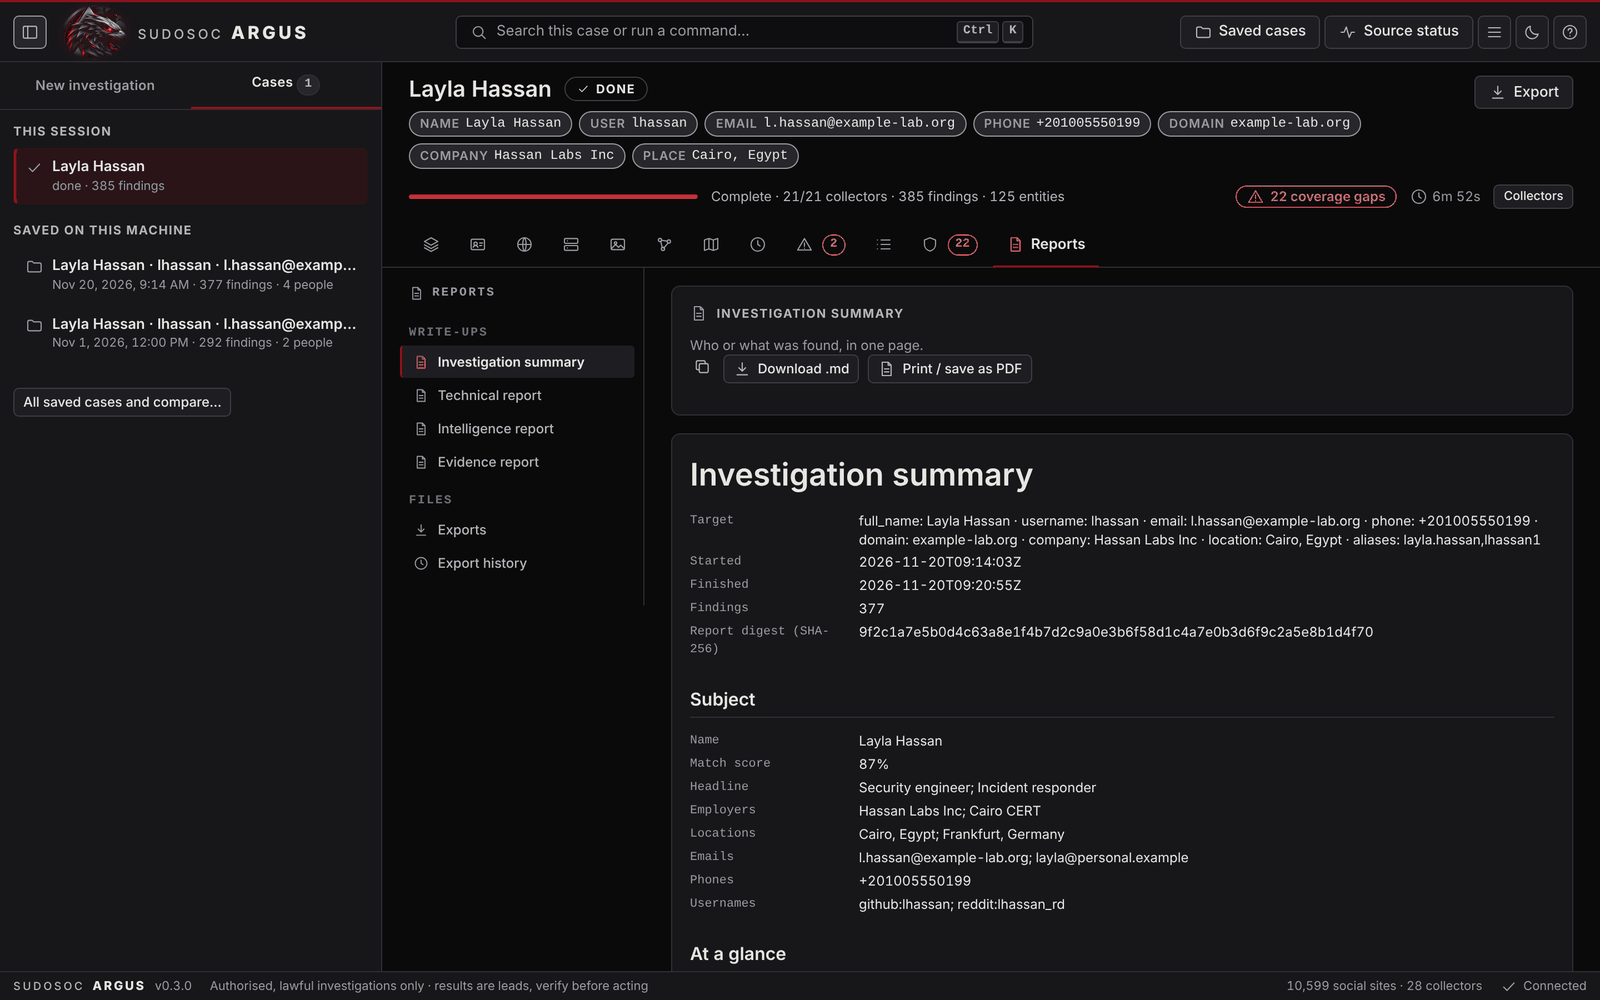 SUDOSOC ARGUS
Search this case or run a command...
Ctrl K
Saved cases
Source status
New investigation
Cases 1
THIS SESSION
Layla Hassan
done · 385 findings
SAVED ON THIS MACHINE
Layla Hassan · lhassan · l.hassan@examp...
Nov 20, 2026, 9:14 AM · 377 findings · 4 people
Layla Hassan · lhassan · l.hassan@examp...
Nov 1, 2026, 12:00 PM · 292 findings · 2 people
All saved cases and compare...
Layla Hassan
DONE
Export
NAME Layla Hassan
USER lhassan
EMAIL l.hassan@example-lab.org
PHONE +201005550199
DOMAIN example-lab.org
COMPANY Hassan Labs Inc
PLACE Cairo, Egypt
Complete · 21/21 collectors · 385 findings · 125 entities
22 coverage gaps
6m 52s
Collectors
2
22
Reports
REPORTS
WRITE-UPS
Investigation summary
Technical report
Intelligence report
Evidence report
FILES
Exports
Export history
INVESTIGATION SUMMARY
Who or what was found, in one page.
Download .md
Print / save as PDF
Investigation summary
Target full_name: Layla Hassan · username: lhassan · email: l.hassan@example-lab.org · phone: +201005550199 ·
domain: example-lab.org · company: Hassan Labs Inc · location: Cairo, Egypt · aliases: layla.hassan,lhassan1
Started 2026-11-20T09:14:03Z
Finished 2026-11-20T09:20:55Z
Findings 377
Report digest (SHA-256) 9f2c1a7e5b0d4c63a8e1f4b7d2c9a0e3b6f58d1c4a7e0b3d6f9c2a5e8b1d4f70
Subject
Name Layla Hassan
Match score 87%
Headline Security engineer; Incident responder
Employers Hassan Labs Inc; Cairo CERT
Locations Cairo, Egypt; Frankfurt, Germany
Emails l.hassan@example-lab.org; layla@personal.example
Phones +201005550199
Usernames github:lhassan; reddit:lhassan_rd
At a glance
SUDOSOC ARGUS v0.3.0 Authorised, lawful investigations only · results are leads, verify before acting
10,599 social sites · 28 collectors
Connected